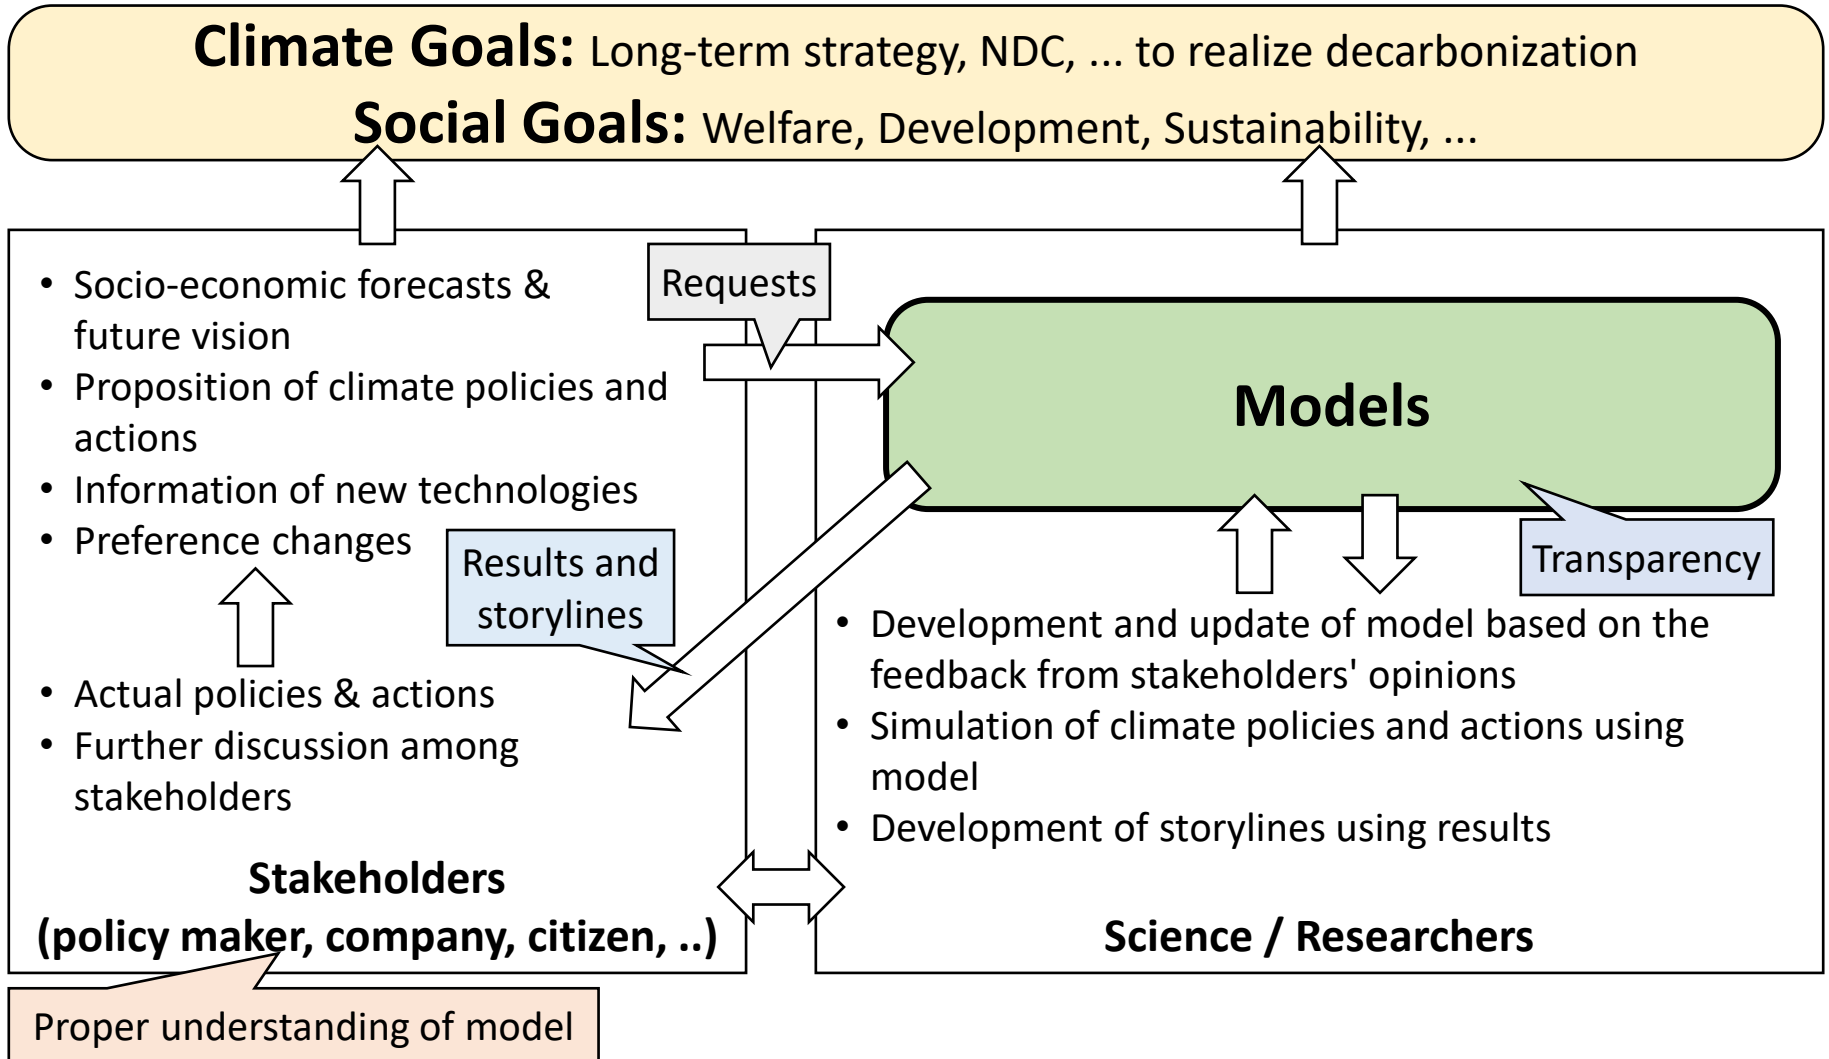 Climate Goals: Long-term strategy, NDC, ... to realize decarbonization
Social Goals: Welfare, Development, Sustainability, ...
• Socio-economic forecasts &
future vision
• Proposition of climate policies and
actions
• Information of new technologies
• Preference changes
Requests
Models
Results and
storylines
Transparency
• Actual policies & actions
• Further discussion among
stakeholders
• Development and update of model based on the
feedback from stakeholders' opinions
• Simulation of climate policies and actions using
model
• Development of storylines using results
Stakeholders
(policy maker, company, citizen, ..)
Science / Researchers
Proper understanding of model